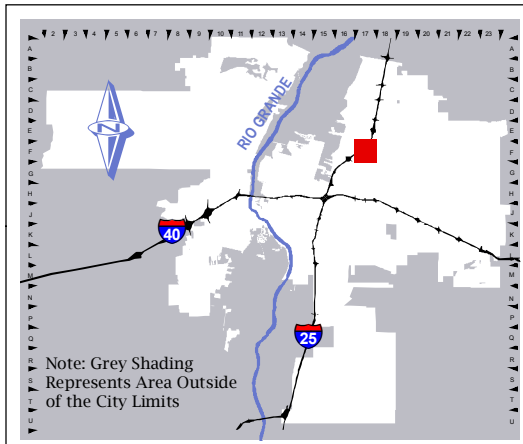 2 3 4 5 6 7 8 9 10 11 12 13 14 15 16 17 18 19 20 21 22 23
A
B
C
D
E
F
G
H
J
K
L
M
N
P
Q
R
S
T
U
N
RIO GRANDE
40
25
Note: Grey Shading
Represents Area Outside
of the City Limits
A
B
C
D
E
F
G
H
J
K
L
M
N
P
Q
R
S
T
U